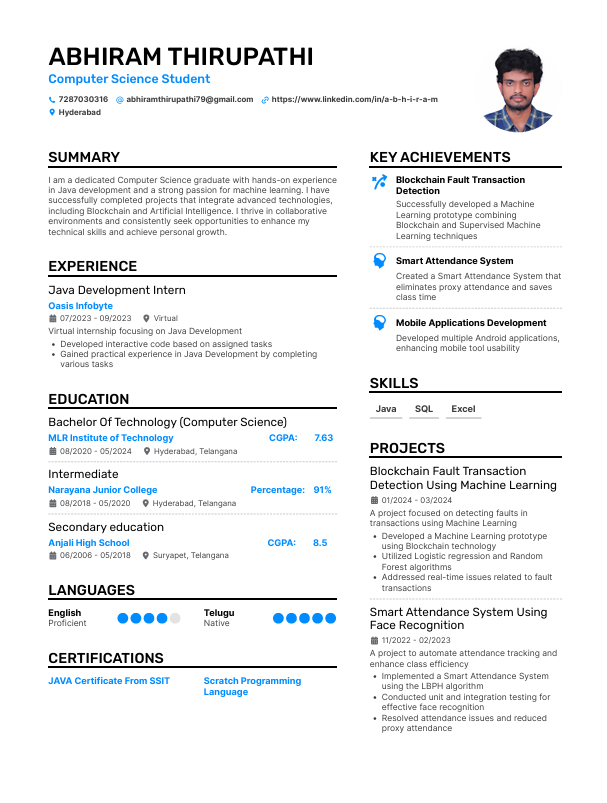 ABHIRAM THIRUPATHI
Computer Science Student
7287030316 abhiramthirupathi79@gmail.com https://www.linkedin.com/in/a-b-h-i-r-a-m
Hyderabad
SUMMARY
I am a dedicated Computer Science graduate with hands-on experience
in Java development and a strong passion for machine learning. I have
successfully completed projects that integrate advanced technologies,
including Blockchain and Artificial Intelligence. I thrive in collaborative
environments and consistently seek opportunities to enhance my
technical skills and achieve personal growth.
EXPERIENCE
Java Development Intern
Oasis Infobyte
07/2023 - 09/2023 Virtual
Virtual internship focusing on Java Development
• Developed interactive code based on assigned tasks
• Gained practical experience in Java Development by completing
various tasks
EDUCATION
Bachelor Of Technology (Computer Science)
MLR Institute of Technology CGPA: 7.63
08/2020 - 05/2024 Hyderabad, Telangana
Intermediate
Narayana Junior College Percentage: 91%
08/2018 - 05/2020 Hyderabad, Telangana
Secondary education
Anjali High School CGPA: 8.5
06/2006 - 05/2018 Suryapet, Telangana
LANGUAGES
English Telugu
Proficient Native
CERTIFICATIONS
JAVA Certificate From SSIT Scratch Programming
Language
KEY ACHIEVEMENTS
Blockchain Fault Transaction
Detection
Successfully developed a Machine
Learning prototype combining
Blockchain and Supervised Machine
Learning techniques
Smart Attendance System
Created a Smart Attendance System that
eliminates proxy attendance and saves
class time
Mobile Applications Development
Developed multiple Android applications,
enhancing mobile tool usability
SKILLS
Java SQL Excel
PROJECTS
Blockchain Fault Transaction
Detection Using Machine Learning
01/2024 - 03/2024
A project focused on detecting faults in
transactions using Machine Learning
• Developed a Machine Learning prototype
using Blockchain technology
• Utilized Logistic regression and Random
Forest algorithms
• Addressed real-time issues related to fault
transactions
Smart Attendance System Using
Face Recognition
11/2022 - 02/2023
A project to automate attendance tracking and
enhance class efficiency
• Implemented a Smart Attendance System
using the LBPH algorithm
• Conducted unit and integration testing for
effective face recognition
• Resolved attendance issues and reduced
proxy attendance